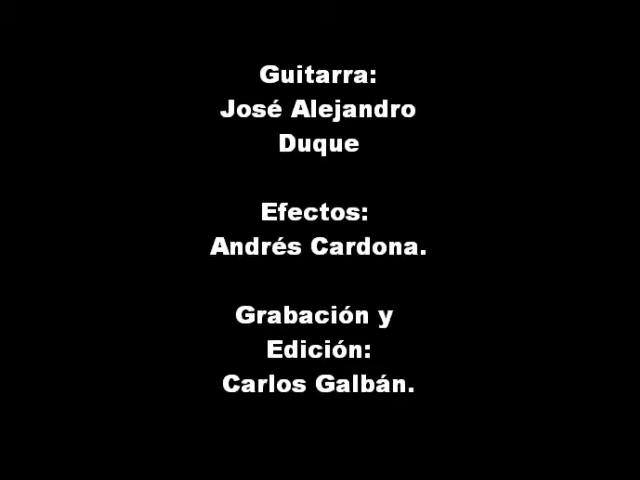 Guitarra:
José Alejandro
Duque
Efectos:
Andrés Cardona.
Grabación y
Edición:
Carlos Galbán.